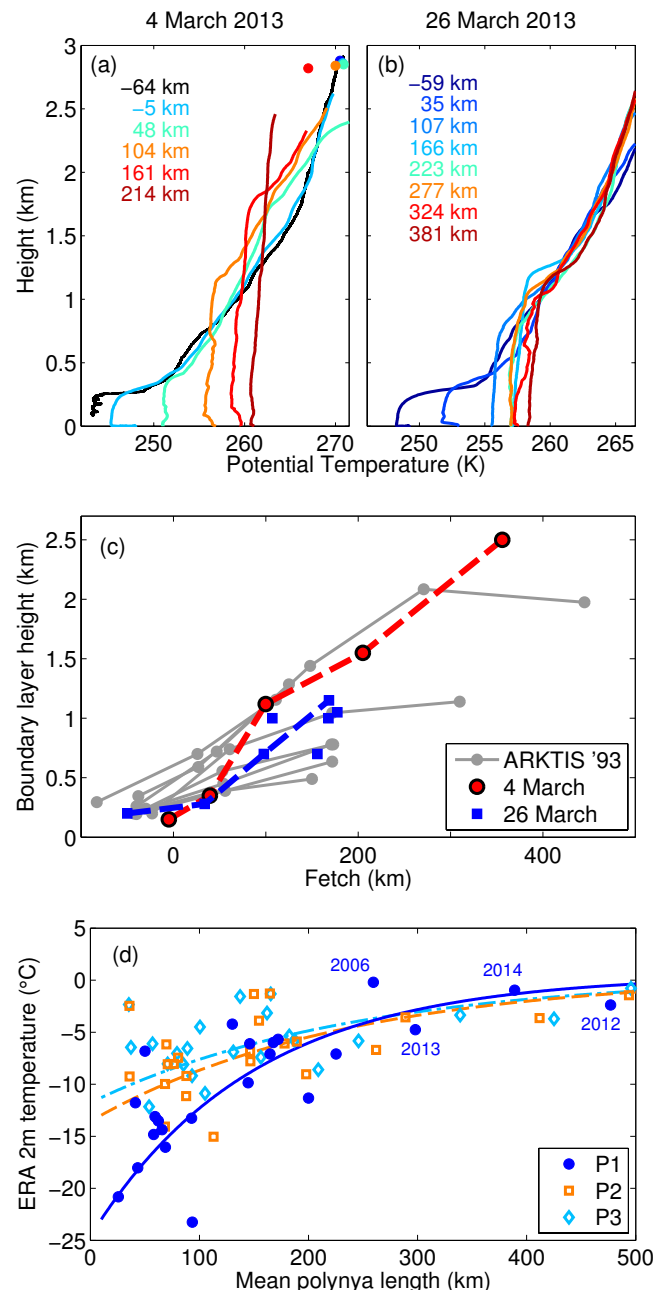 4 March 2013
26 March 2013
(a)
−64 km
−5 km
48 km
104 km
161 km
214 km
(b)
−59 km
35 km
107 km
166 km
223 km
277 km
324 km
381 km
3
2.5
2
1.5
1
0.5
0
Height (km)
250 260 270
250 255 260 265
Potential Temperature (K)
(c)
2.5
2
1.5
1
0.5
0
Boundary layer height (km)
ARKTIS '93
4 March
26 March
0 200 400
Fetch (km)
(d)
5
0
−5
−10
−15
−20
−25
ERA 2m temperature (°C)
2006
2014
2013
2012
P1
P2
P3
0 100 200 300 400 500
Mean polynya length (km)